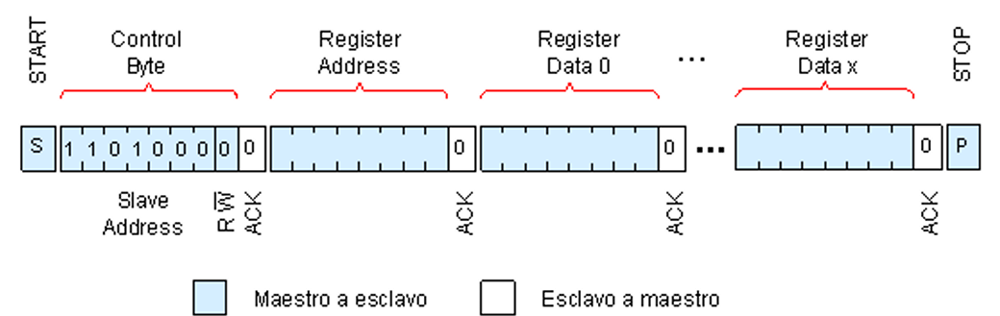 START
Control
Byte
Register
Address
Register
Data 0
...
Register
Data x
STOP
S
1 1 0 1 0 0 0 0 0
0
0
...
0
P
Slave
Address
R W
ACK
ACK
ACK
ACK
Maestro a esclavo
Esclavo a maestro